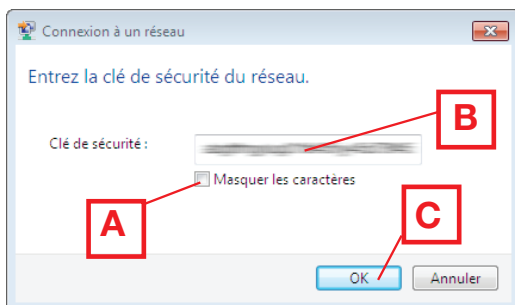 Connexion à un réseau
Entrez la clé de sécurité du réseau.
B
Clé de sécurité :
Masquer les caractères
A
C
OK
Annuler